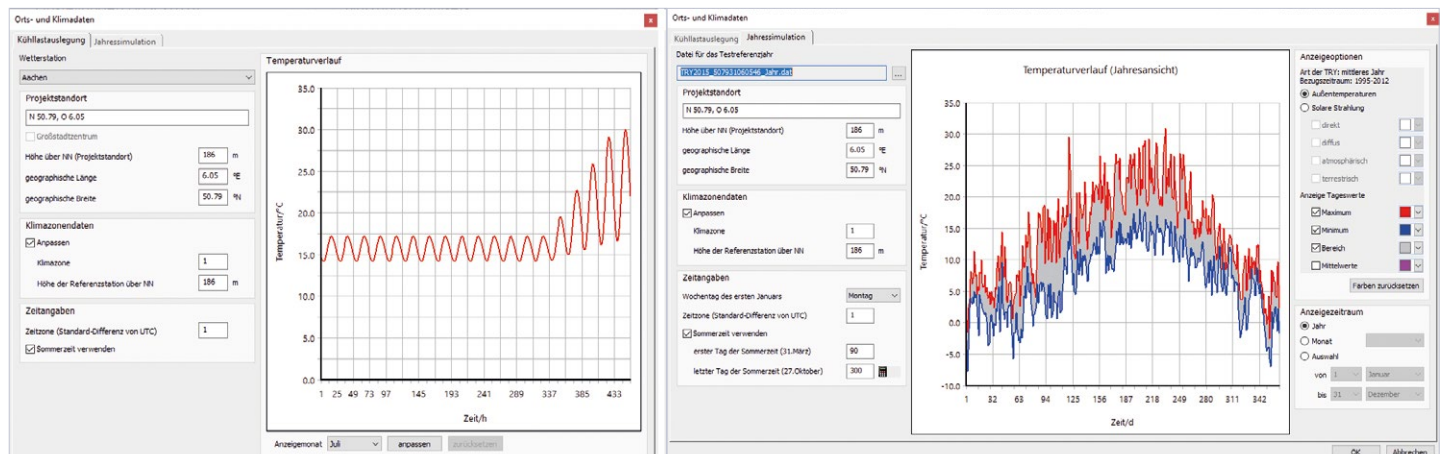 Orts- und Klimadaten
Kühllastauslegung Jahressimulation
Wetterstation
Aachen
Projektstandort
N 50.79, O 6.05
Großstadtzentrum
Höhe über NN (Projektstandort) 186 m
geographische Länge 6.05 °E
geographische Breite 50.79 °N
Klimazonendaten
Anpassen
Klimazone 1
Höhe der Referenzstation über NN 186 m
Zeitangaben
Zeitzone (Standard-Differenz von UTC) 1
Sommerzeit verwenden
Temperaturverlauf
Temperatur/°C
35.0
30.0
25.0
20.0
15.0
10.0
5.0
0.0
1 25 49 73 97 145 193 241 289 337 385 433
Zeit/h
Anzeigemonat Juli anpassen zurücksetzen
Orts- und Klimadaten
Kühllastauslegung Jahressimulation
Datei für das Testreferenzjahr
TRY2015_507931060546_Jahr.dat ...
Projektstandort
N 50.79, O 6.05
Höhe über NN (Projektstandort) 186 m
geographische Länge 6.05 °E
geographische Breite 50.79 °N
Klimazonendaten
Anpassen
Klimazone 1
Höhe der Referenzstation über NN 186 m
Zeitangaben
Wochentag des ersten Januars Montag
Zeitzone (Standard-Differenz von UTC) 1
Sommerzeit verwenden
erster Tag der Sommerzeit (31.März) 90
letzter Tag der Sommerzeit (27.Oktober) 300
Temperaturverlauf (Jahresansicht)
Temperatur/°C
35.0
30.0
25.0
20.0
15.0
10.0
5.0
0.0
-5.0
-10.0
1 32 63 94 125 156 187 218 249 280 311 342
Zeit/d
Anzeigeoptionen
Art der TRY: mittleres Jahr
Bezugszeitraum: 1995-2012
Außentemperaturen
Solare Strahlung
direkt
diffus
atmosphärisch
terrestrisch
Anzeige Tageswerte
Maximum
Minimum
Bereich
Mittelwerte
Farben zurücksetzen
Anzeigezeitraum
Jahr
Monat
Auswahl
von 1 Januar
bis 31 Dezember
OK Abbrechen